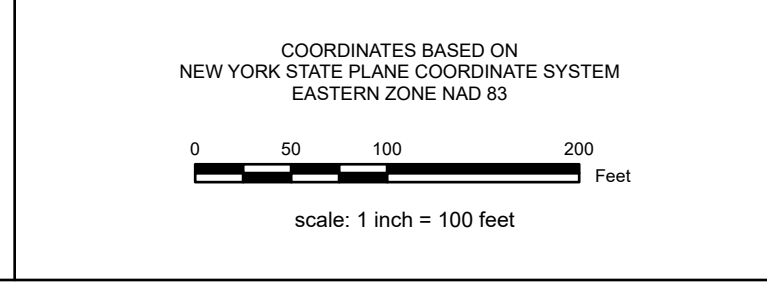 COORDINATES BASED ON
NEW YORK STATE PLANE COORDINATE SYSTEM
EASTERN ZONE NAD 83
0 50 100 200
Feet
scale: 1 inch = 100 feet